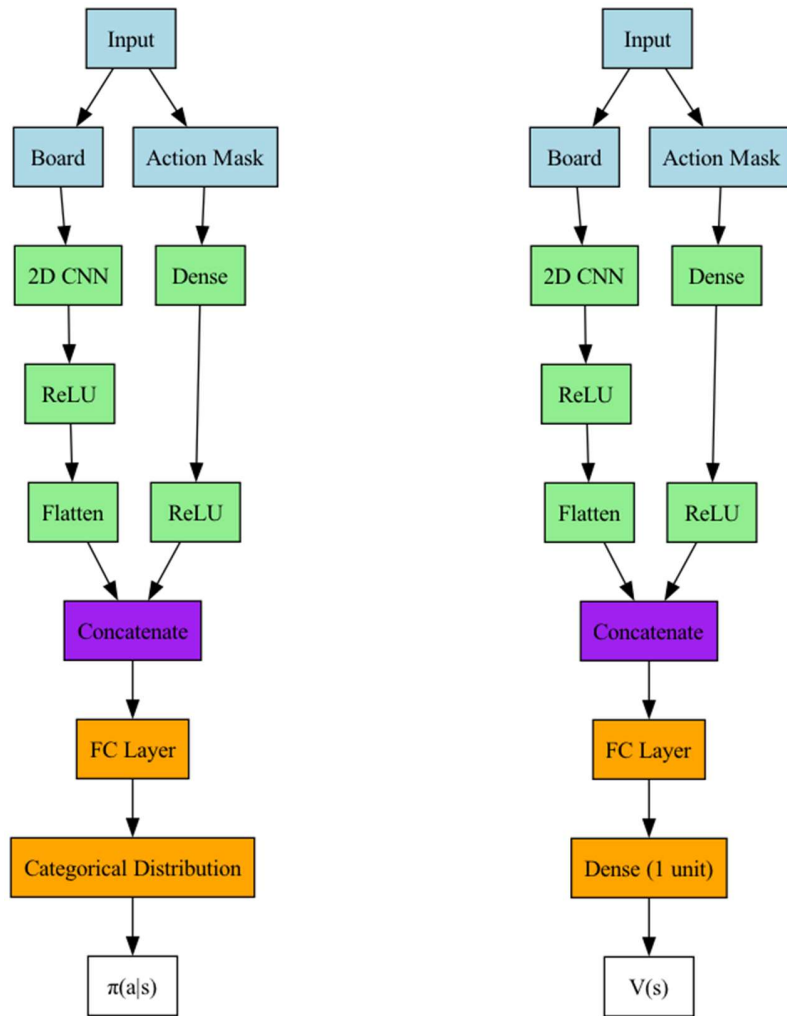 Input
Board
Action Mask
2D CNN
Dense
ReLU
Flatten
ReLU
Concatenate
FC Layer
Categorical Distribution
π(a|s)
Input
Board
Action Mask
2D CNN
Dense
ReLU
Flatten
ReLU
Concatenate
FC Layer
Dense (1 unit)
V(s)